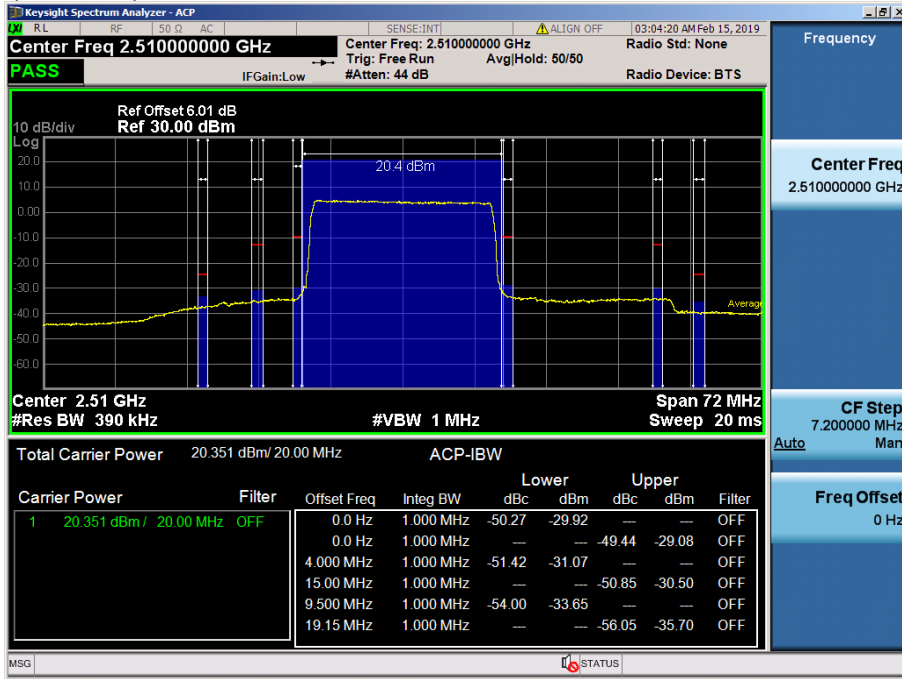 Keysight Spectrum Analyzer - ACP
LXI RL RF 50 Ω AC SENSE:INT ALIGN OFF 03:04:20 AM Feb 15, 2019
Center Freq 2.510000000 GHz
Center Freq: 2.510000000 GHz Radio Std: None
Trig: Free Run Avg|Hold: 50/50
PASS IFGain:Low #Atten: 44 dB Radio Device: BTS
Ref Offset 6.01 dB
10 dB/div Ref 30.00 dBm
Log
20.0
10.0
0.00
-10.0
-20.0
-30.0
-40.0
-50.0
-60.0
20.4 dBm
Average
Center 2.51 GHz Span 72 MHz
#Res BW 390 kHz #VBW 1 MHz Sweep 20 ms
Total Carrier Power 20.351 dBm/ 20.00 MHz ACP-IBW
Lower Upper
Carrier Power Filter Offset Freq Integ BW dBc dBm dBc dBm Filter
1 20.351 dBm / 20.00 MHz OFF 0.0 Hz 1.000 MHz -50.27 -29.92 --- --- OFF
0.0 Hz 1.000 MHz --- --- -49.44 -29.08 OFF
4.000 MHz 1.000 MHz -51.42 -31.07 --- --- OFF
15.00 MHz 1.000 MHz --- --- -50.85 -30.50 OFF
9.500 MHz 1.000 MHz -54.00 -33.65 --- --- OFF
19.15 MHz 1.000 MHz --- --- -56.05 -35.70 OFF
MSG STATUS
Frequency
Center Freq
2.510000000 GHz
CF Step
7.200000 MHz
Auto Man
Freq Offset
0 Hz